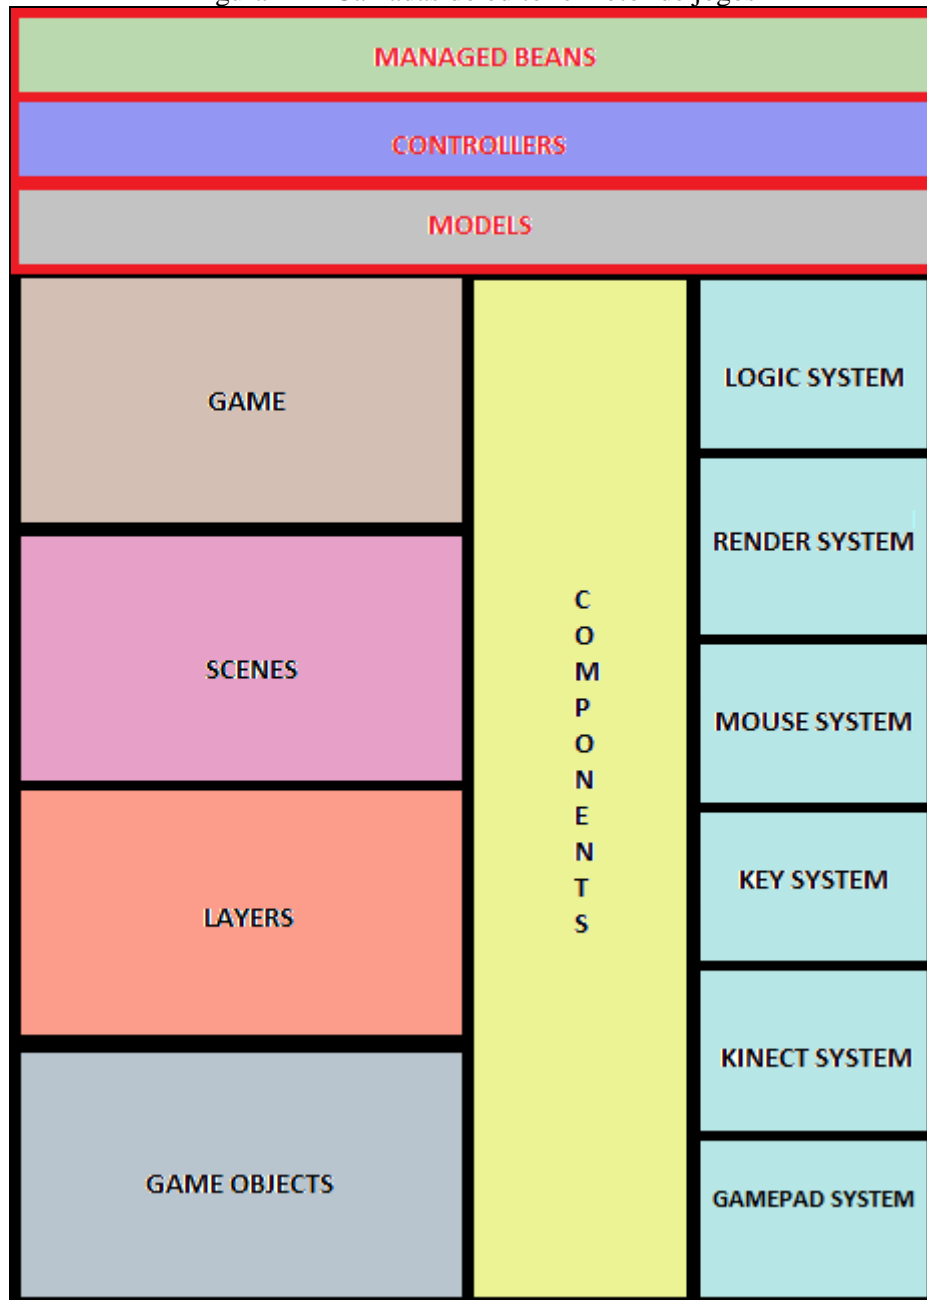 MANAGED BEANS
CONTROLLERS
MODELS
GAME
SCENES
LAYERS
GAME OBJECTS
COMPONENTS
LOGIC SYSTEM
RENDER SYSTEM
MOUSE SYSTEM
KEY SYSTEM
KINECT SYSTEM
GAMEPAD SYSTEM